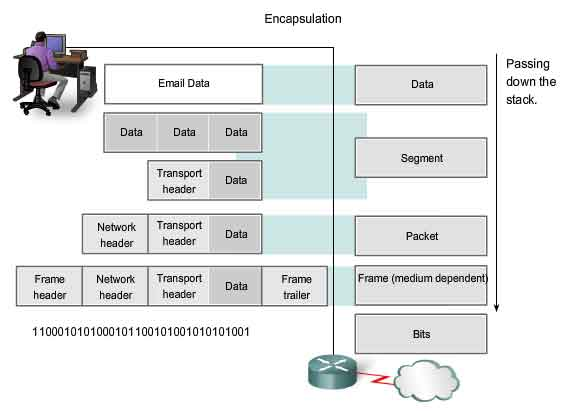 Encapsulation
Passing
down the
stack.
Email Data
Data
Data Data Data
Segment
Transport
header
Data
Network
header
Transport
header
Data
Packet
Frame
header
Network
header
Transport
header
Data
Frame
trailer
Frame (medium dependent)
1100010101000101100101001010101001
Bits